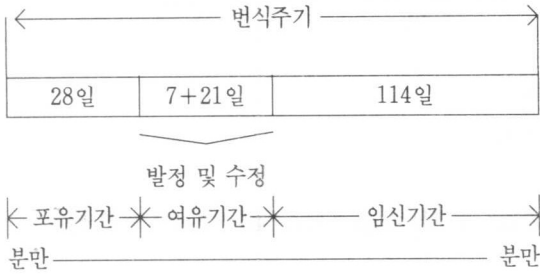 번식주기
28일 7+21일 114일
발정 및 수정
포유기간 여유기간 임신기간
분만 분만